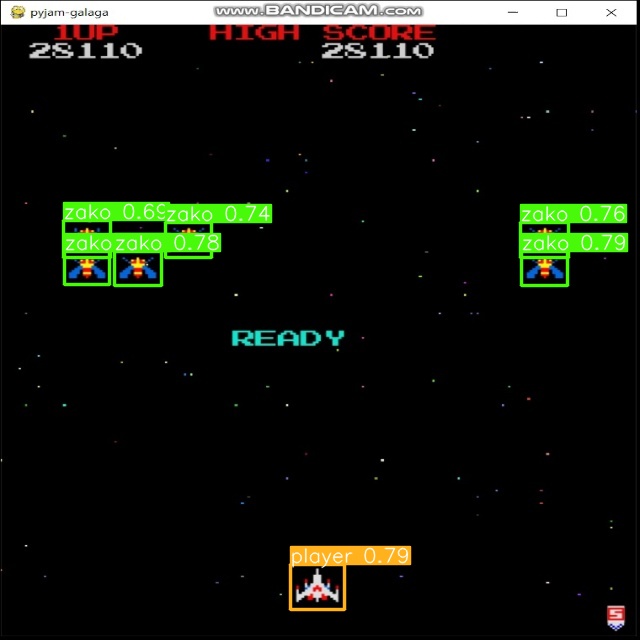 pyjam-galaga
www.BANDICAM.com
1UP HIGH SCORE
28110 28110
zako 0.69 zako 0.74 zako 0.76
zako zako 0.78 zako 0.79
READY
player 0.79
5